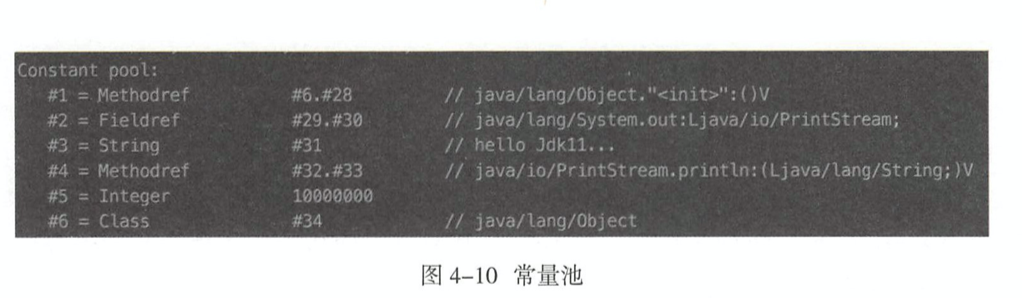 Constant pool:
#1 = Methodref #6.#28 // java/lang/Object."<init>":()V
#2 = Fieldref #29.#30 // java/lang/System.out:Ljava/io/PrintStream;
#3 = String #31 // hello Jdk11...
#4 = Methodref #32.#33 // java/io/PrintStream.println:(Ljava/lang/String;)V
#5 = Integer 10000000
#6 = Class #34 // java/lang/Object
图 4-10 常量池